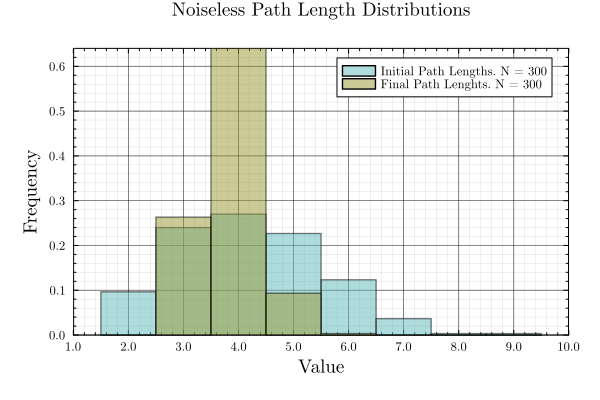 Noiseless Path Length Distributions
Initial Path Lengths. N = 300
Final Path Lenghts. N = 300
0.6
0.5
0.4
0.3
0.2
0.1
0.0
Frequency
1.0 2.0 3.0 4.0 5.0 6.0 7.0 8.0 9.0 10.0
Value